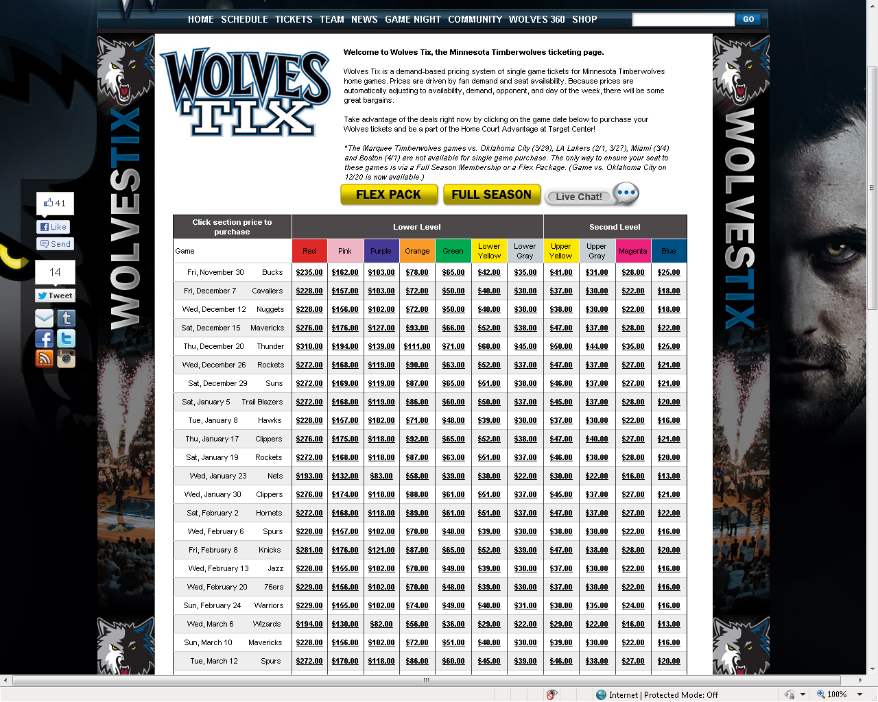 HOME SCHEDULE TICKETS TEAM NEWS GAME NIGHT COMMUNITY WOLVES 360 SHOP GO
WOLVES
TIX
Welcome to Wolves Tix, the Minnesota Timberwolves ticketing page.
Wolves Tix is a demand-based pricing system of single game tickets for Minnesota Timberwolves
home games. Prices are driven by fan demand and seat availability. Because prices are
automatically adjusting to availability, demand, opponent, and day of the week, there will be some
great bargains.
Take advantage of the deals right now by clicking on the game date below to purchase your
Wolves tickets and be a part of the Home Court Advantage at Target Center!
*The Marquee Timberwolves games vs. Oklahoma City (3/29), LA Lakers (2/1, 3/27), Miami (3/4)
and Boston (4/1) are not available for single game purchase. The only way to ensure your seat to
these games is via a Full Season Membership or a Flex Package. (Game vs. Oklahoma City on
12/20 is now available.)
FLEX PACK FULL SEASON Live Chat!
WOLVESTIX
WOLVESTIX
41
Like
Send
14
Tweet
Click section price to
purchase
Lower Level Second Level
Game Red Pink Purple Orange Green Lower Yellow Lower Gray Upper Yellow Upper Gray Magenta Blue
Fri, November 30 Bucks $235.00 $162.00 $103.00 $78.00 $65.00 $42.00 $35.00 $41.00 $31.00 $28.00 $25.00
Fri, December 7 Cavaliers $228.00 $157.00 $103.00 $72.00 $50.00 $40.00 $30.00 $37.00 $30.00 $22.00 $18.00
Wed, December 12 Nuggets $228.00 $156.00 $102.00 $72.00 $50.00 $40.00 $30.00 $38.00 $30.00 $22.00 $18.00
Sat, December 15 Mavericks $276.00 $176.00 $127.00 $93.00 $66.00 $52.00 $38.00 $47.00 $37.00 $28.00 $22.00
Thu, December 20 Thunder $310.00 $194.00 $139.00 $111.00 $71.00 $60.00 $45.00 $50.00 $44.00 $35.00 $25.00
Wed, December 26 Rockets $272.00 $168.00 $119.00 $90.00 $63.00 $52.00 $37.00 $47.00 $37.00 $27.00 $21.00
Sat, December 29 Suns $272.00 $169.00 $119.00 $87.00 $65.00 $51.00 $38.00 $46.00 $37.00 $27.00 $21.00
Sat, January 5 Trail Blazers $272.00 $168.00 $119.00 $86.00 $60.00 $50.00 $37.00 $45.00 $37.00 $28.00 $20.00
Tue, January 8 Hawks $228.00 $157.00 $102.00 $71.00 $48.00 $39.00 $30.00 $37.00 $30.00 $22.00 $16.00
Thu, January 17 Clippers $276.00 $175.00 $118.00 $92.00 $65.00 $52.00 $38.00 $47.00 $40.00 $27.00 $21.00
Sat, January 19 Rockets $272.00 $168.00 $118.00 $87.00 $63.00 $51.00 $37.00 $46.00 $38.00 $28.00 $20.00
Wed, January 23 Nets $193.00 $132.00 $83.00 $58.00 $39.00 $30.00 $22.00 $30.00 $22.00 $16.00 $13.00
Wed, January 30 Clippers $276.00 $174.00 $118.00 $88.00 $61.00 $51.00 $37.00 $45.00 $37.00 $27.00 $21.00
Sat, February 2 Hornets $272.00 $168.00 $118.00 $89.00 $61.00 $51.00 $37.00 $47.00 $37.00 $27.00 $22.00
Wed, February 6 Spurs $228.00 $157.00 $102.00 $70.00 $48.00 $39.00 $30.00 $38.00 $30.00 $22.00 $16.00
Fri, February 8 Knicks $281.00 $176.00 $121.00 $87.00 $65.00 $52.00 $39.00 $47.00 $38.00 $28.00 $20.00
Wed, February 13 Jazz $228.00 $155.00 $102.00 $70.00 $49.00 $39.00 $30.00 $37.00 $30.00 $22.00 $16.00
Wed, February 20 76ers $229.00 $156.00 $102.00 $70.00 $48.00 $39.00 $30.00 $37.00 $30.00 $22.00 $16.00
Sun, February 24 Warriors $229.00 $155.00 $102.00 $74.00 $49.00 $40.00 $31.00 $38.00 $35.00 $24.00 $16.00
Wed, March 6 Wizards $194.00 $130.00 $82.00 $56.00 $36.00 $29.00 $22.00 $29.00 $22.00 $16.00 $13.00
Sun, March 10 Mavericks $228.00 $156.00 $102.00 $72.00 $51.00 $40.00 $30.00 $39.00 $30.00 $22.00 $16.00
Tue, March 12 Spurs $272.00 $170.00 $118.00 $86.00 $60.00 $45.00 $39.00 $46.00 $38.00 $27.00 $20.00
Internet | Protected Mode: Off 100%